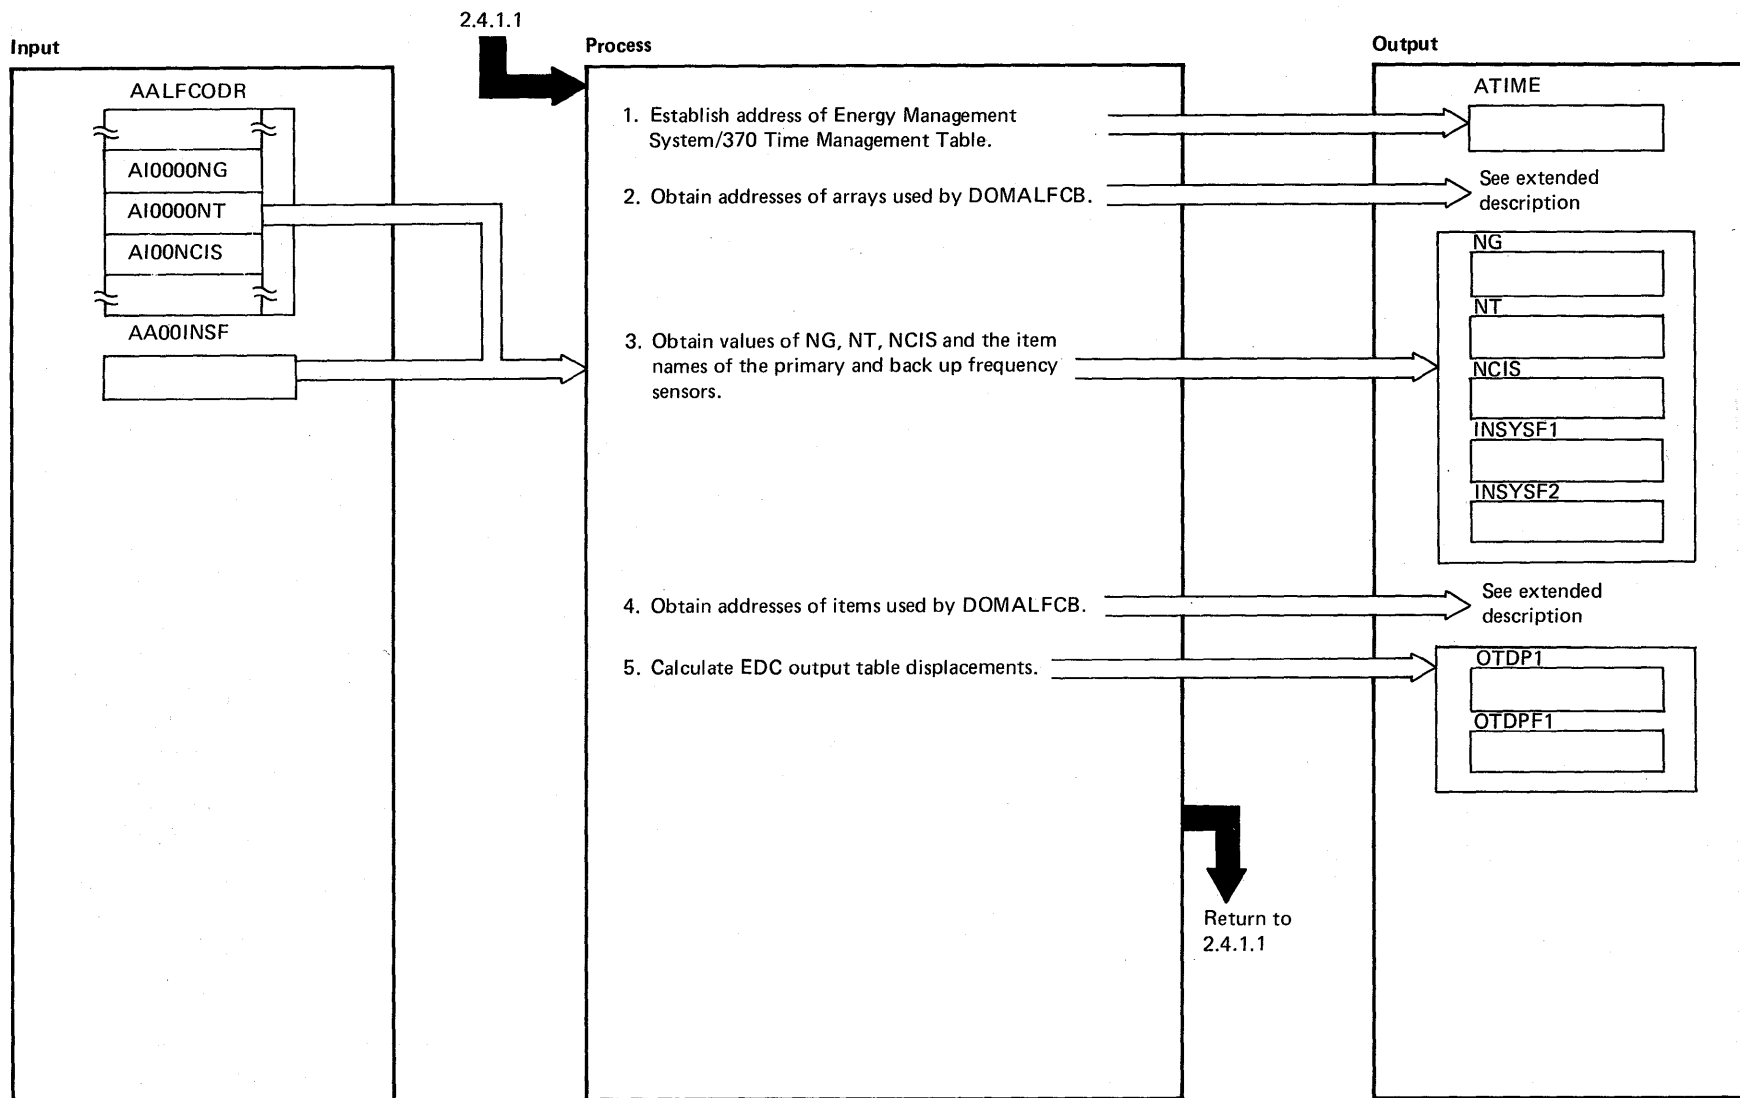 2.4.1.1
Input
Process
Output
AALFCODR
AI0000NG
AI0000NT
AI00NCIS
AA00INSF
1. Establish address of Energy Management
System/370 Time Management Table.
2. Obtain addresses of arrays used by DOMALFCB.
3. Obtain values of NG, NT, NCIS and the item
names of the primary and back up frequency
sensors.
4. Obtain addresses of items used by DOMALFCB.
5. Calculate EDC output table displacements.
Return to
2.4.1.1
ATIME
See extended
description
NG
NT
NCIS
INSYSF1
INSYSF2
See extended
description
OTDP1
OTDPF1